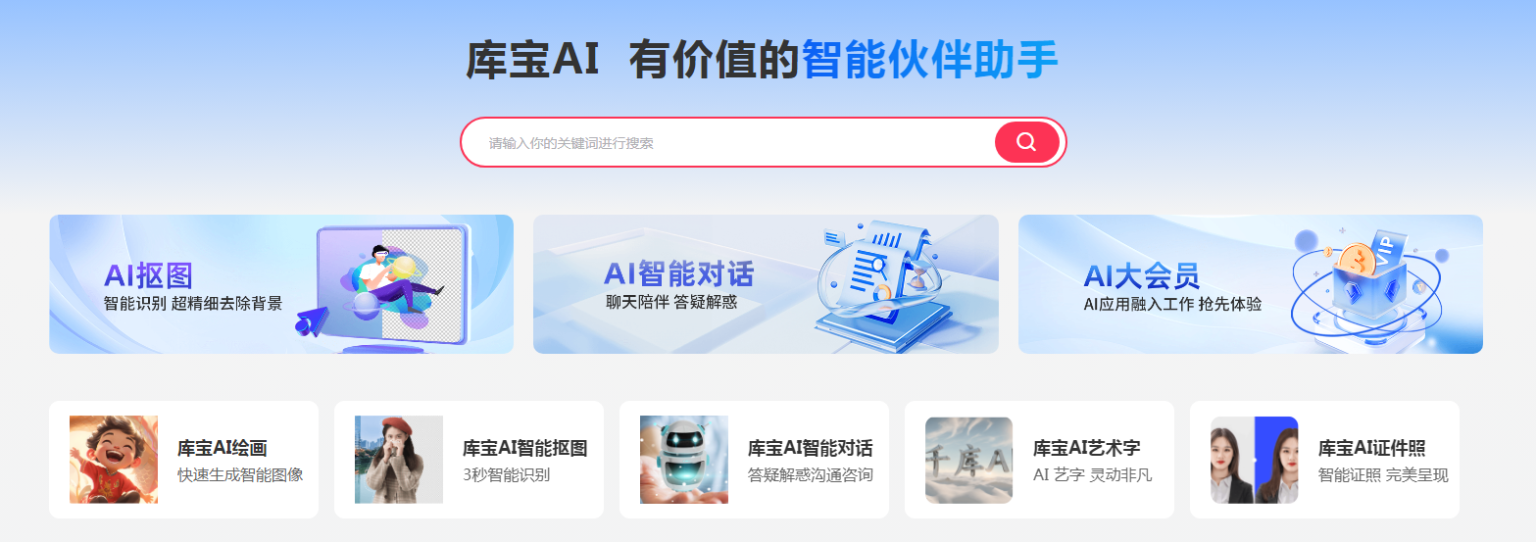 库宝AI 有价值的智能伙伴助手
请输入你的关键词进行搜索
AI抠图
智能识别 超精细去除背景
AI智能对话
聊天陪伴 答疑解惑
AI大会员
AI应用融入工作 抢先体验
VIP
库宝AI绘画
快速生成智能图像
库宝AI智能抠图
3秒智能识别
库宝AI智能对话
答疑解惑沟通咨询
千库AI
库宝AI艺术字
AI 艺字 灵动非凡
库宝AI证件照
智能证照 完美呈现